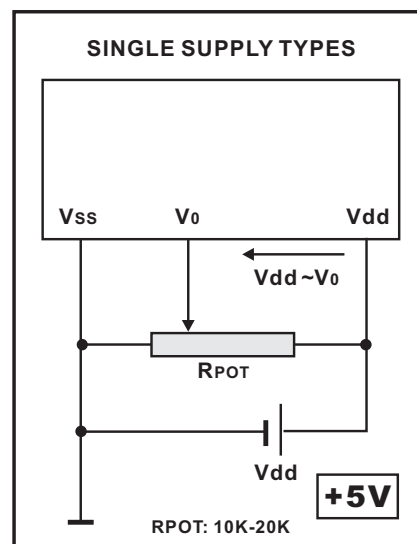 SINGLE SUPPLY TYPES
VSS V0 Vdd
Vdd ~V0
RPOT
Vdd
+5V
RPOT: 10K-20K